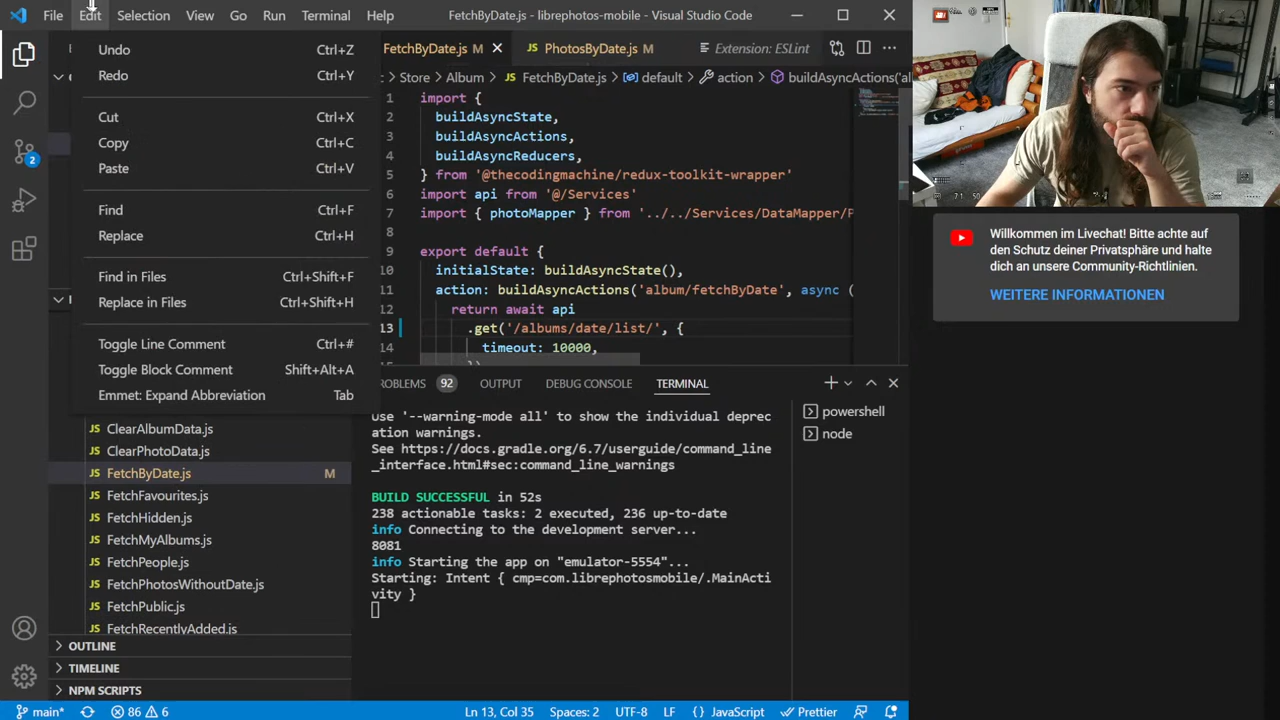 File Edit Selection View Go Run Terminal Help FetchByDate.js - librephotos-mobile - Visual Studio Code
Undo Ctrl+Z
Redo Ctrl+Y
Cut Ctrl+X
Copy Ctrl+C
Paste Ctrl+V
Find Ctrl+F
Replace Ctrl+H
Find in Files Ctrl+Shift+F
Replace in Files Ctrl+Shift+H
Toggle Line Comment Ctrl+#
Toggle Block Comment Shift+Alt+A
Emmet: Expand Abbreviation Tab
2
JS ClearAlbumData.js
JS ClearPhotoData.js
JS FetchByDate.js M
JS FetchFavourites.js
JS FetchHidden.js
JS FetchMyAlbums.js
JS FetchPeople.js
JS FetchPhotosWithoutDate.js
JS FetchPublic.js
JS FetchRecentlyAdded.js
OUTLINE
TIMELINE
NPM SCRIPTS
FetchByDate.js M JS PhotosByDate.js M Extension: ESLint
Store > Album > JS FetchByDate.js > default > action > buildAsyncActions('al
1 import {
2 buildAsyncState,
3 buildAsyncActions,
4 buildAsyncReducers,
5 } from '@thecodingmachine/redux-toolkit-wrapper'
6 import api from '@/Services'
7 import { photoMapper } from '../../Services/DataMapper/P
8
9 export default {
10 initialState: buildAsyncState(),
11 action: buildAsyncActions('album/fetchByDate', async (
12 return await api
13 .get('/albums/date/list/', {
14 timeout: 10000,
ROBLEMS 92 OUTPUT DEBUG CONSOLE TERMINAL
Use '--warning-mode all' to show the individual deprec
ation warnings.
See https://docs.gradle.org/6.7/userguide/command_line
_interface.html#sec:command_line_warnings
BUILD SUCCESSFUL in 52s
238 actionable tasks: 2 executed, 236 up-to-date
info Connecting to the development server...
8081
info Starting the app on "emulator-5554"...
Starting: Intent { cmp=com.librephotosmobile/.MainActi
vity }
powershell
node
main* 86 6 Ln 13, Col 35 Spaces: 2 UTF-8 LF { } JavaScript Prettier
Willkommen im Livechat! Bitte achte auf
den Schutz deiner Privatsphäre und halte
dich an unsere Community-Richtlinien.
WEITERE INFORMATIONEN